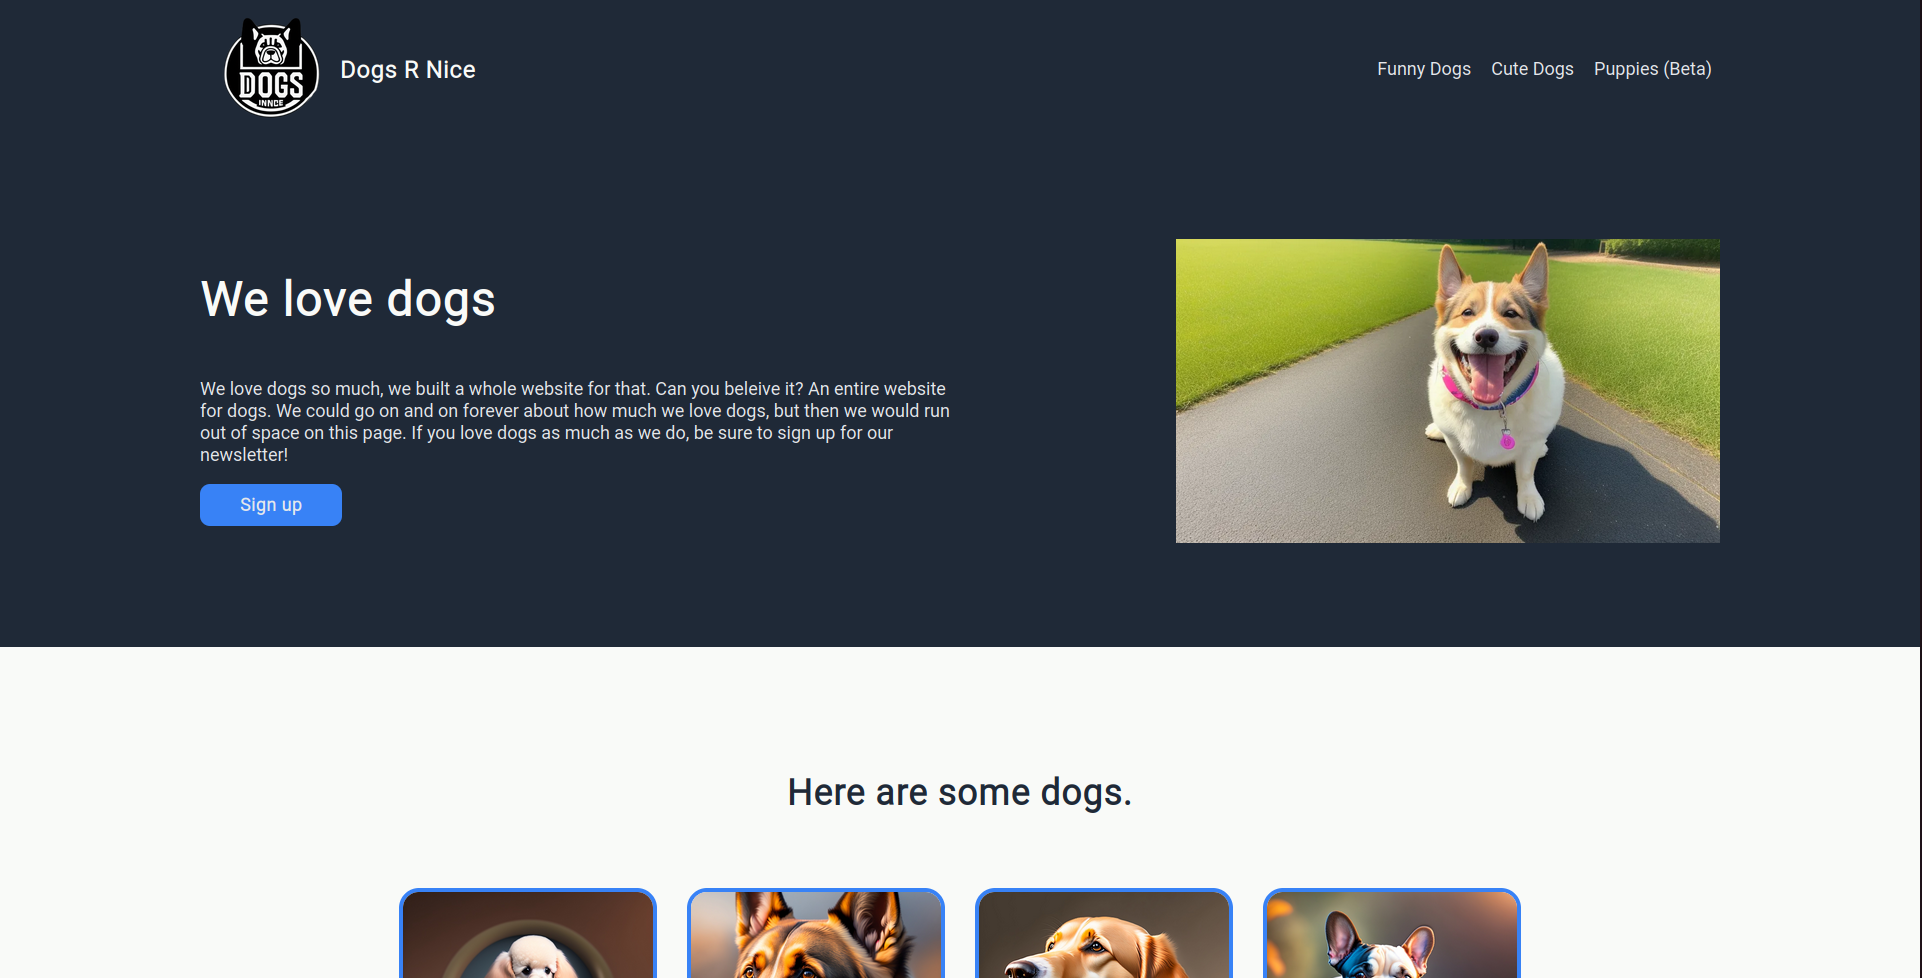 DOGS
INNCE
Dogs R Nice
Funny Dogs Cute Dogs Puppies (Beta)
We love dogs
We love dogs so much, we built a whole website for that. Can you beleive it? An entire website
for dogs. We could go on and on forever about how much we love dogs, but then we would run
out of space on this page. If you love dogs as much as we do, be sure to sign up for our
newsletter!
Sign up
Here are some dogs.